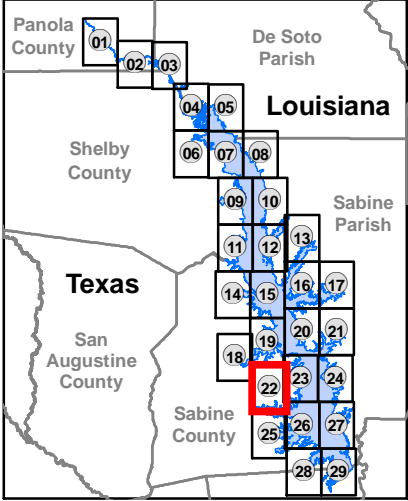 Panola
County
De Soto
Parish
Louisiana
Shelby
County
Sabine
Parish
Texas
San
Augustine
County
Sabine
County
01
02
03
04
05
06
07
08
09
10
11
12
13
14
15
16
17
18
19
20
21
22
23
24
25
26
27
28
29